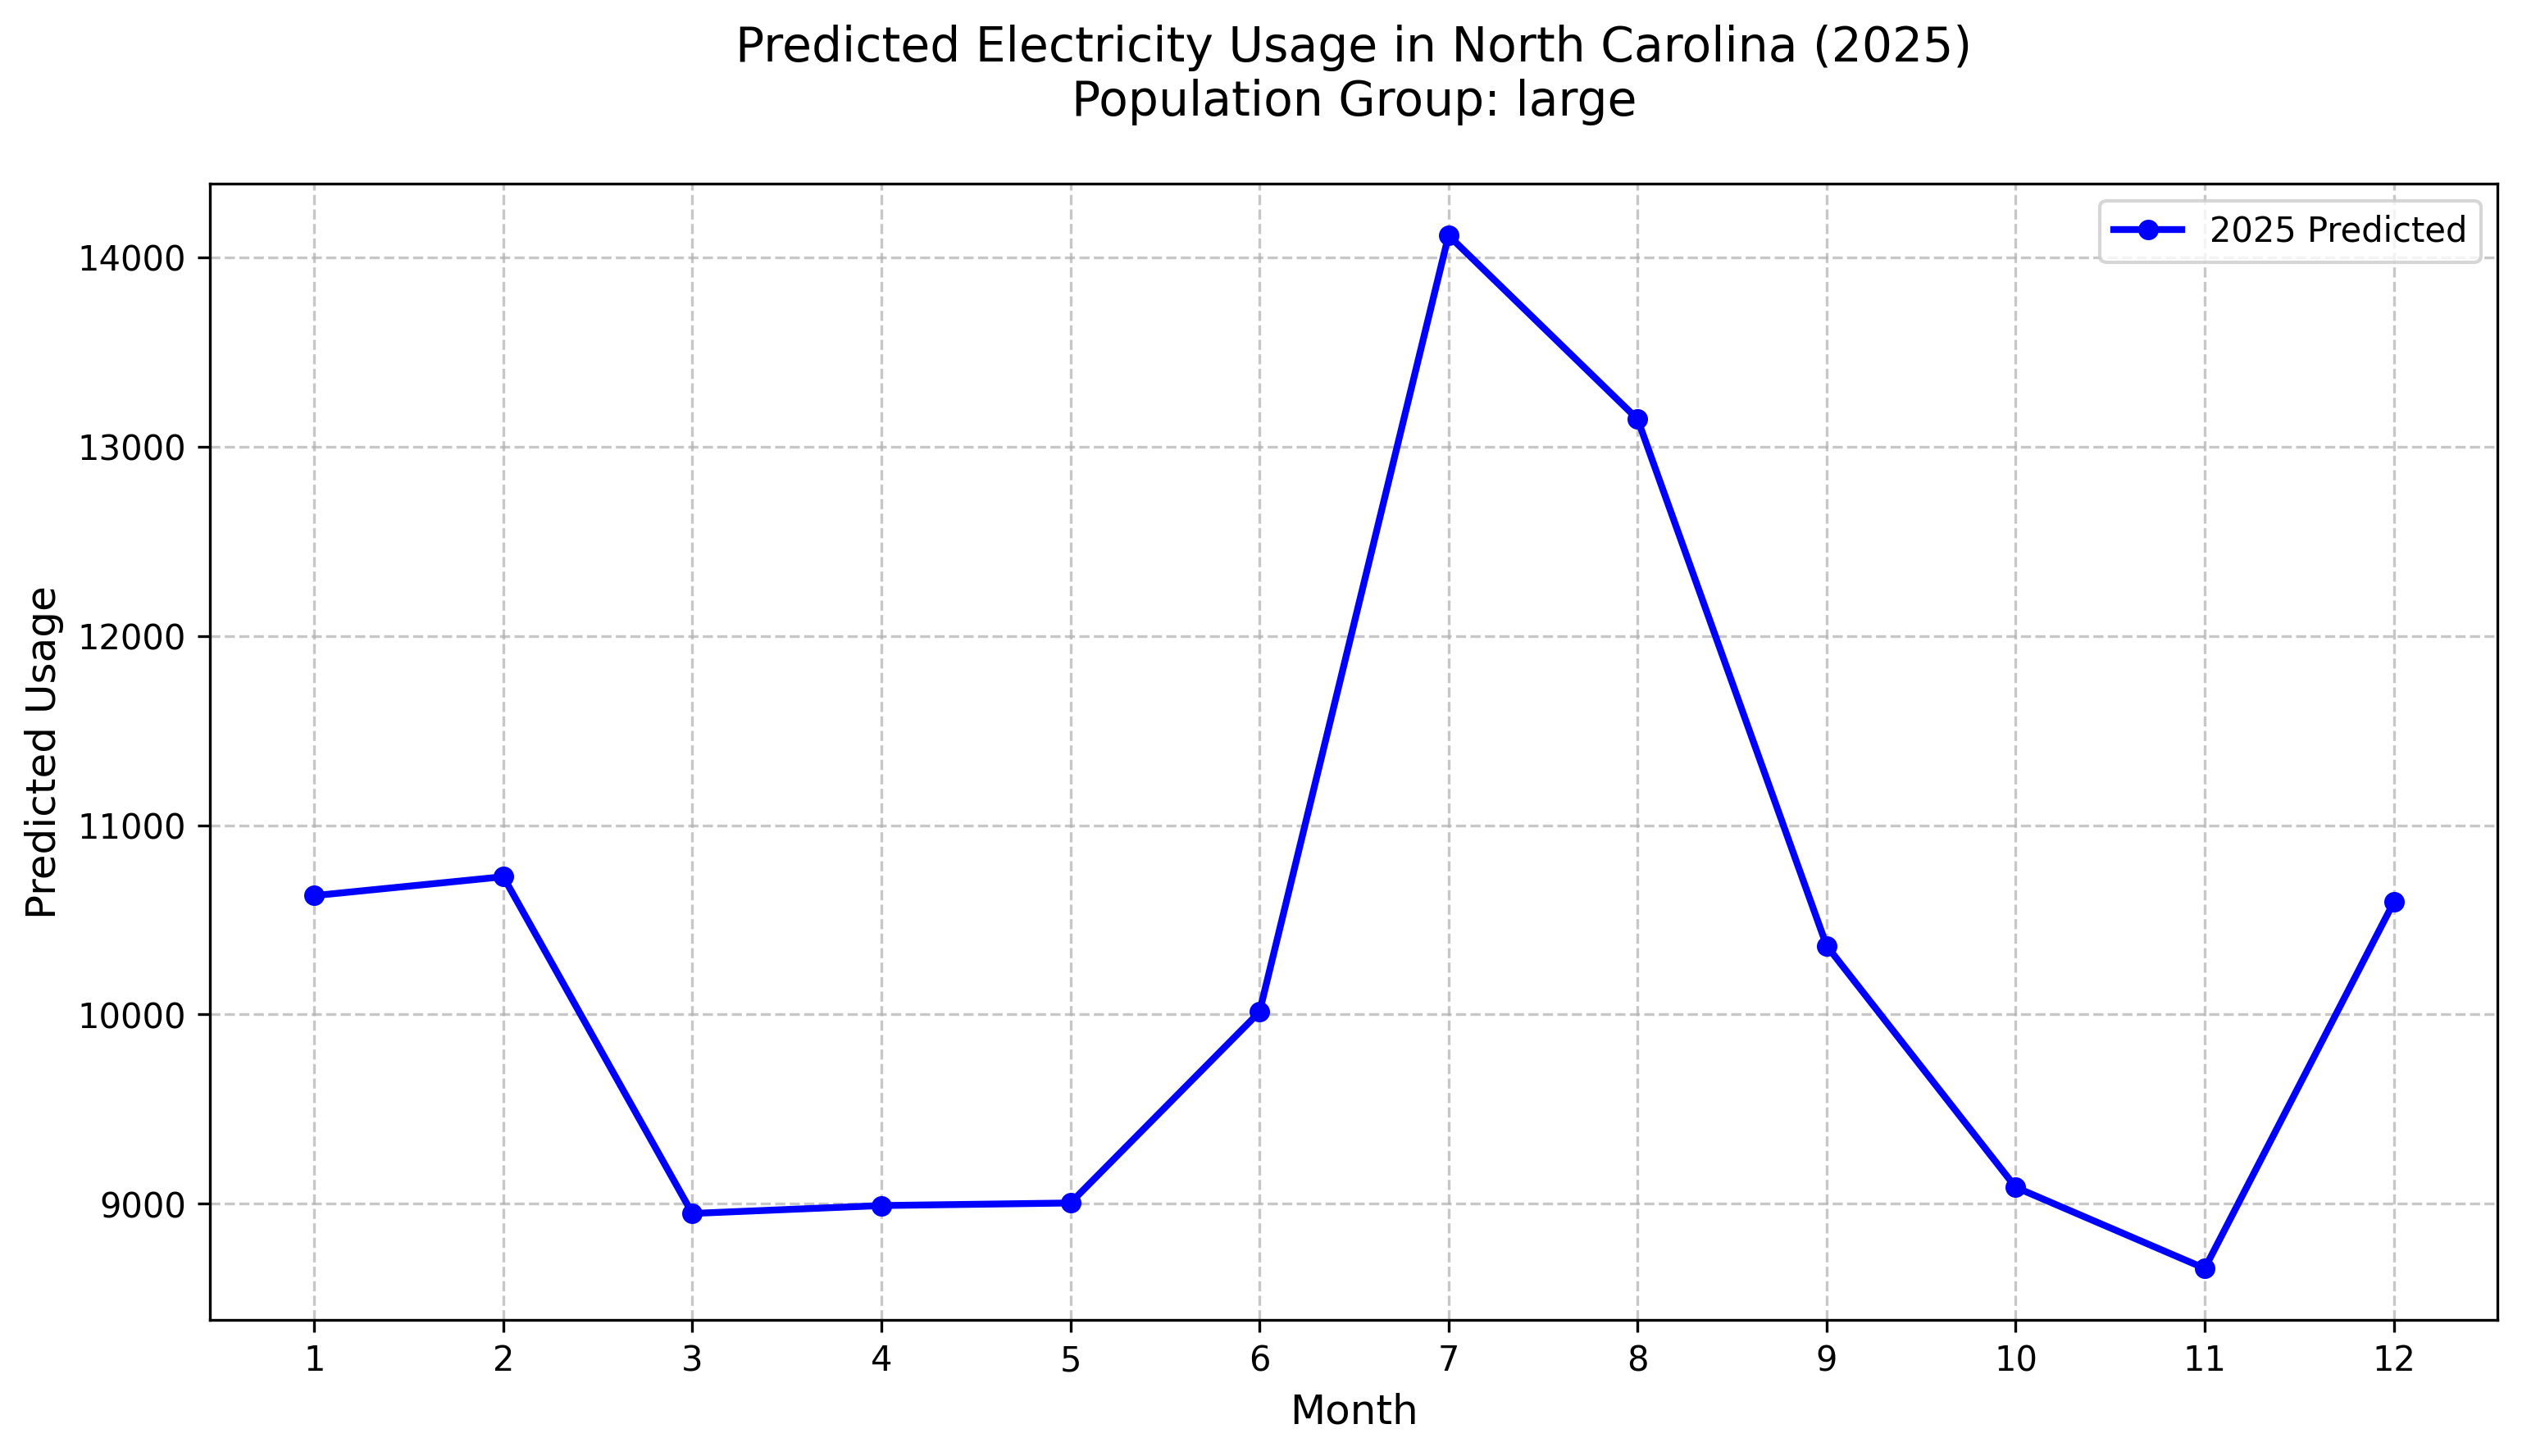 Predicted Electricity Usage in North Carolina (2025)
Population Group: large
2025 Predicted
Predicted Usage
14000
13000
12000
11000
10000
9000
1 2 3 4 5 6 7 8 9 10 11 12
Month